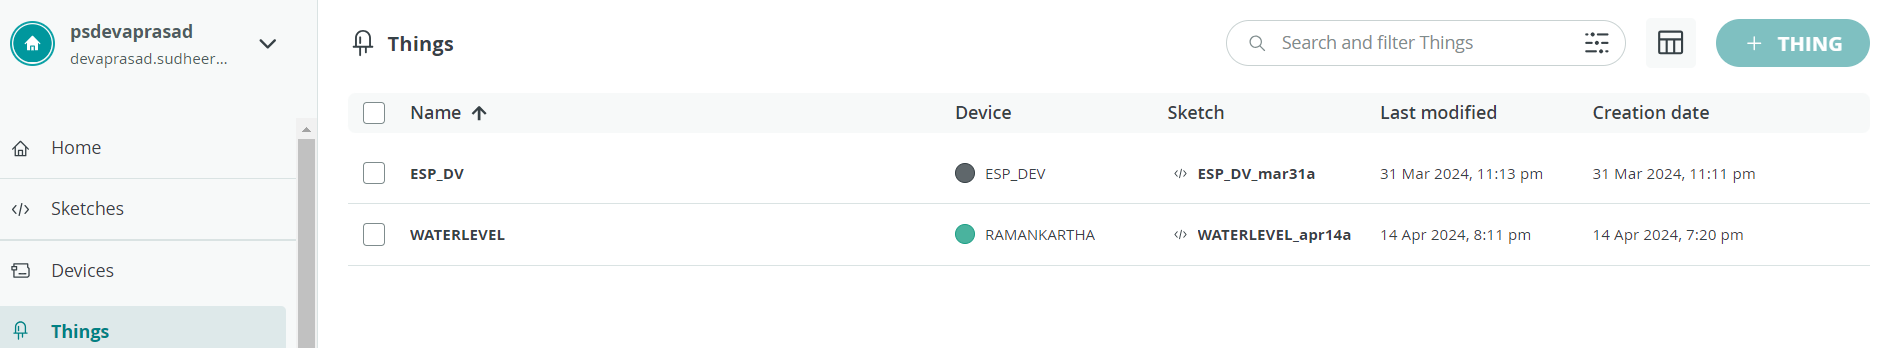 psdevaprasad
devaprasad.sudheer...
Home
Sketches
Devices
Things
Things
Search and filter Things
+ THING
Name Device Sketch Last modified Creation date
ESP_DV ESP_DEV </> ESP_DV_mar31a 31 Mar 2024, 11:13 pm 31 Mar 2024, 11:11 pm
WATERLEVEL RAMANKARTHA </> WATERLEVEL_apr14a 14 Apr 2024, 8:11 pm 14 Apr 2024, 7:20 pm